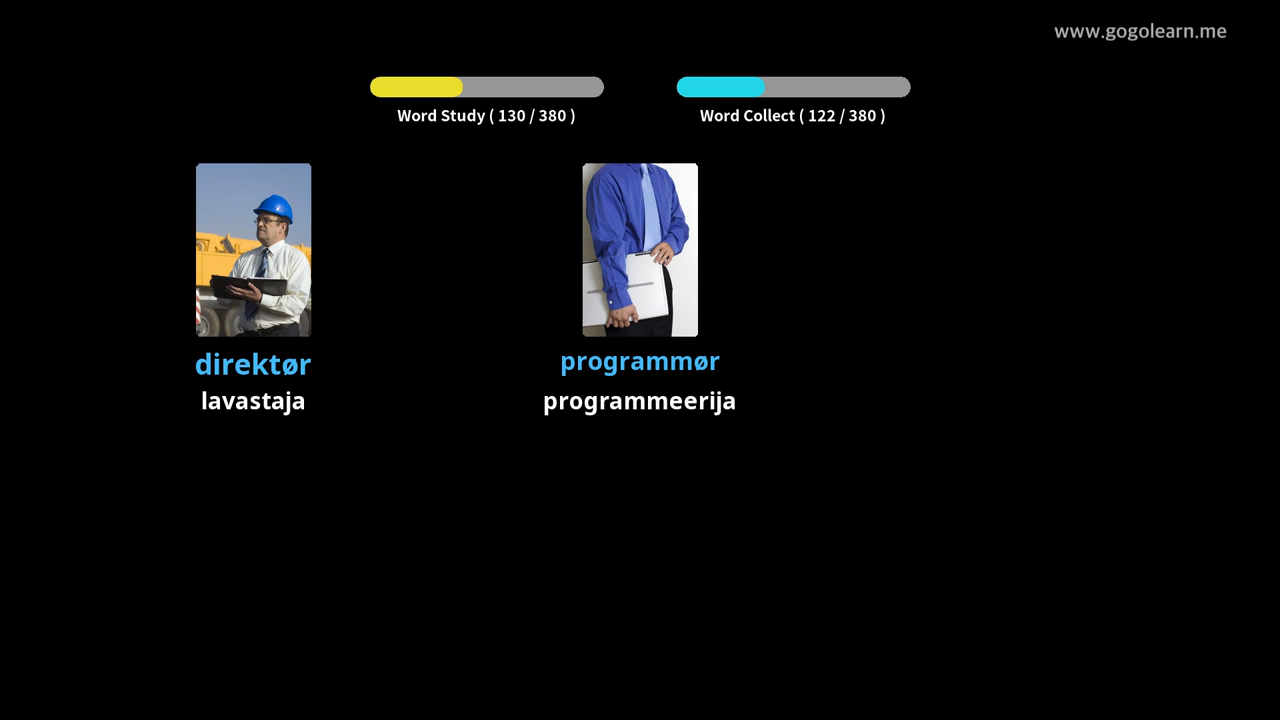 www.gogolearn.me
Word Study ( 130 / 380 )
Word Collect ( 122 / 380 )
direktør
lavastaja
programmør
programmeerija